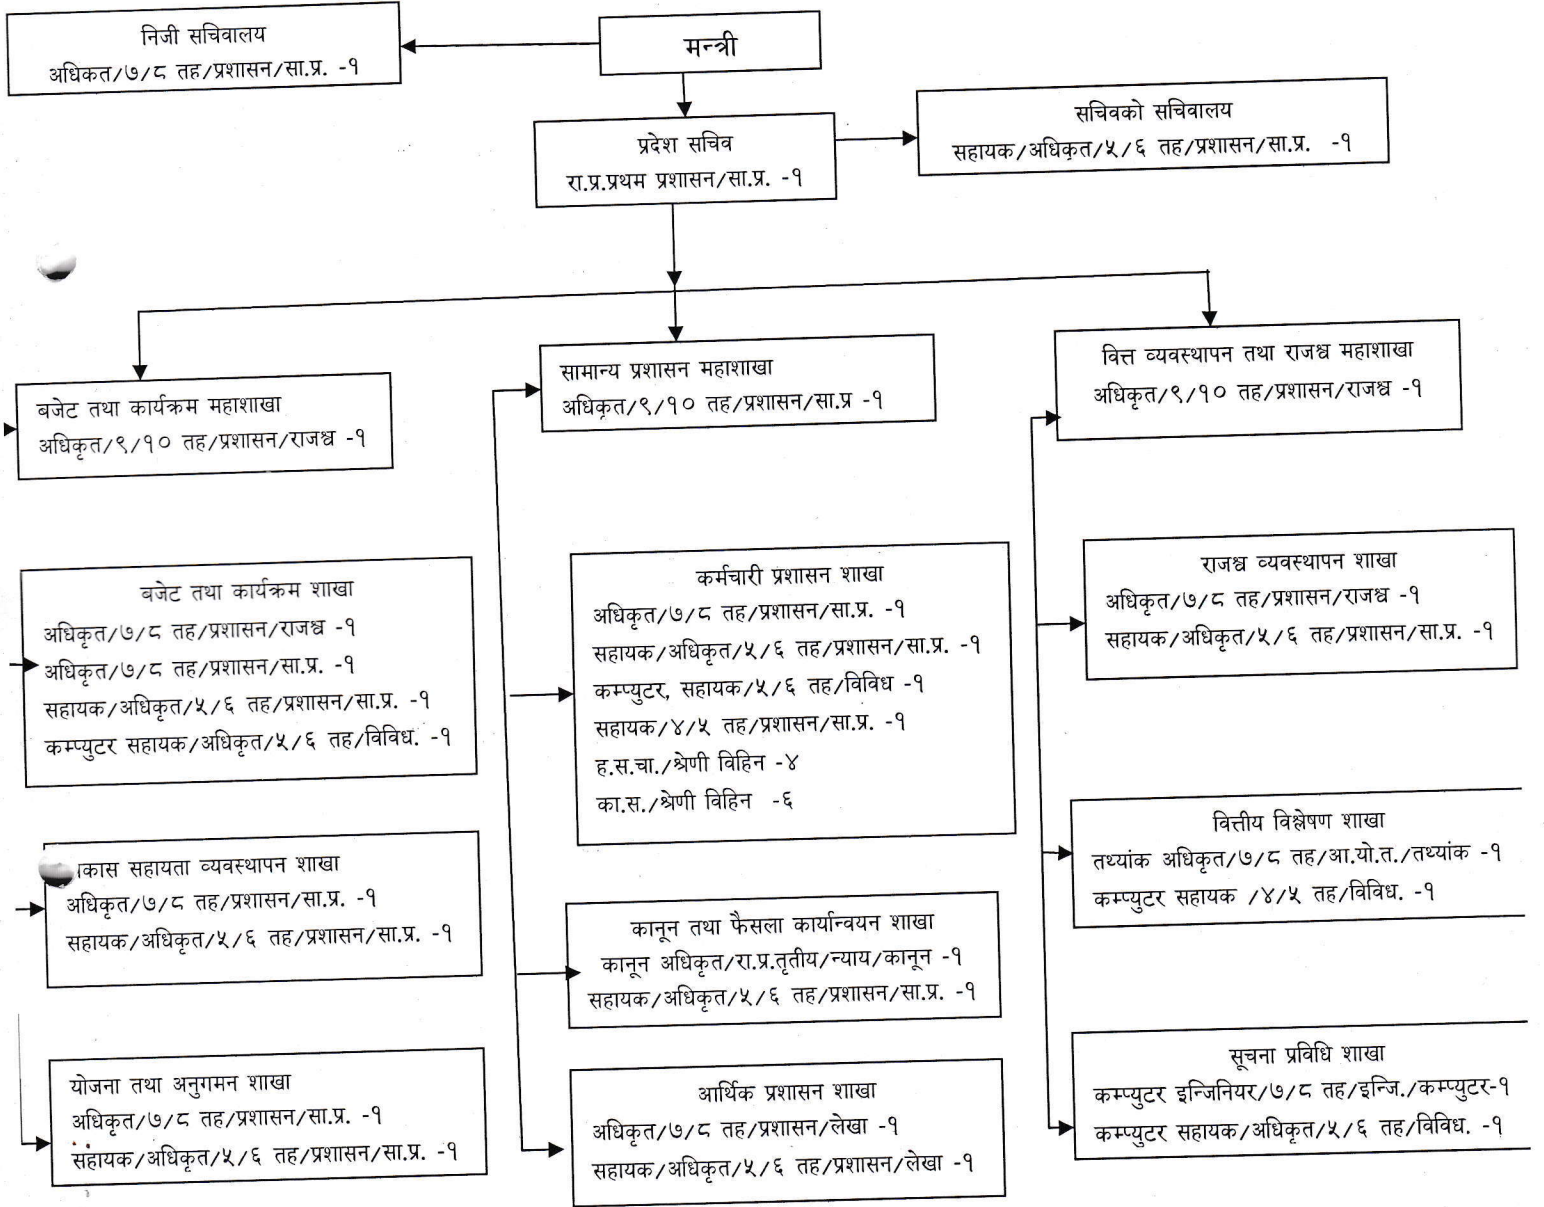 निजी सचिवालय
अधिकत/७/८ तह/प्रशासन/सा.प्र. -१
मन्त्री
प्रदेश सचिव
रा.प्र.प्रथम प्रशासन/सा.प्र. -१
सचिवको सचिवालय
सहायक/अधिकृत/५/६ तह/प्रशासन/सा.प्र. -१
बजेट तथा कार्यक्रम महाशाखा
अधिकृत/९/१० तह/प्रशासन/राजश्व -१
सामान्य प्रशासन महाशाखा
अधिकृत/९/१० तह/प्रशासन/सा.प्र -१
वित्त व्यवस्थापन तथा राजश्व महाशाखा
अधिकृत/९/१० तह/प्रशासन/राजश्व -१
बजेट तथा कार्यक्रम शाखा
अधिकृत/७/८ तह/प्रशासन/राजश्व -१
अधिकृत/७/८ तह/प्रशासन/सा.प्र. -१
सहायक/अधिकृत/५/६ तह/प्रशासन/सा.प्र. -१
कम्प्युटर सहायक/अधिकृत/५/६ तह/विविध. -१
कास सहायता व्यवस्थापन शाखा
अधिकृत/७/८ तह/प्रशासन/सा.प्र. -१
सहायक/अधिकृत/५/६ तह/प्रशासन/सा.प्र. -१
योजना तथा अनुगमन शाखा
अधिकृत/७/८ तह/प्रशासन/सा.प्र. -१
सहायक/अधिकृत/५/६ तह/प्रशासन/सा.प्र. -१
कर्मचारी प्रशासन शाखा
अधिकृत/७/८ तह/प्रशासन/सा.प्र. -१
सहायक/अधिकृत/५/६ तह/प्रशासन/सा.प्र. -१
कम्प्युटर, सहायक/५/६ तह/विविध -१
सहायक/४/५ तह/प्रशासन/सा.प्र. -१
ह.स.चा./श्रेणी विहिन -४
का.स./श्रेणी विहिन -६
कानून तथा फैसला कार्यान्वयन शाखा
कानून अधिकृत/रा.प्र.तृतीय/न्याय/कानून -१
सहायक/अधिकृत/५/६ तह/प्रशासन/सा.प्र. -१
आर्थिक प्रशासन शाखा
अधिकृत/७/८ तह/प्रशासन/लेखा -१
सहायक/अधिकृत/५/६ तह/प्रशासन/लेखा -१
राजश्व व्यवस्थापन शाखा
अधिकृत/७/८ तह/प्रशासन/राजश्व -१
सहायक/अधिकृत/५/६ तह/प्रशासन/सा.प्र. -१
वित्तीय विश्लेषण शाखा
तथ्यांक अधिकृत/७/८ तह/आ.यो.त./तथ्यांक -१
कम्प्युटर सहायक /४/५ तह/विविध. -१
सूचना प्रविधि शाखा
कम्प्युटर इन्जिनियर/७/८ तह/इन्जि./कम्प्युटर-१
कम्प्युटर सहायक/अधिकृत/५/६ तह/विविध. -१